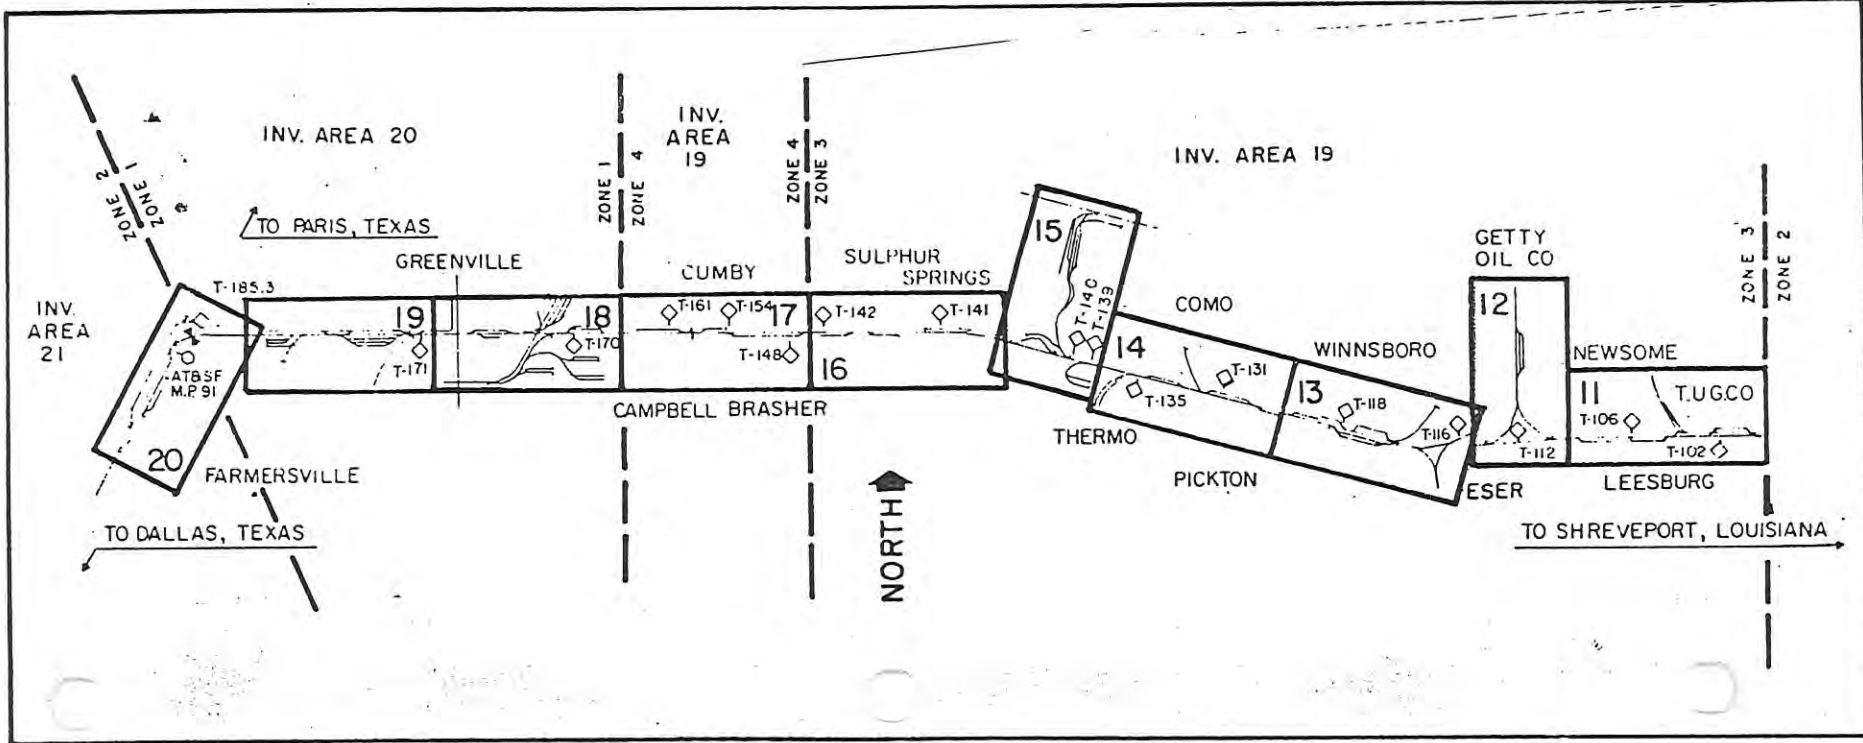 INV. AREA 20
INV.
AREA
19
INV. AREA 19
ZONE 2
ZONE 1
ZONE 1
ZONE 4
ZONE 4
ZONE 3
ZONE 3
ZONE 2
TO PARIS, TEXAS
GREENVILLE
CUMBY
SULPHUR
SPRINGS
15
GETTY
OIL CO
INV.
AREA
21
T-185.3
19
18
T-161
T-154
17
T-142
T-141
T-140
T-139
COMO
12
T-171
T-170
T-148
16
14
WINNSBORO
NEWSOME
AT&SF
M.P. 91
T-131
13
11
T.U.G.CO
T-135
T-118
T-116
T-106
T-112
T-102
CAMPBELL BRASHER
THERMO
20
FARMERSVILLE
PICKTON
ESER
LEESBURG
TO DALLAS, TEXAS
NORTH
TO SHREVEPORT, LOUISIANA